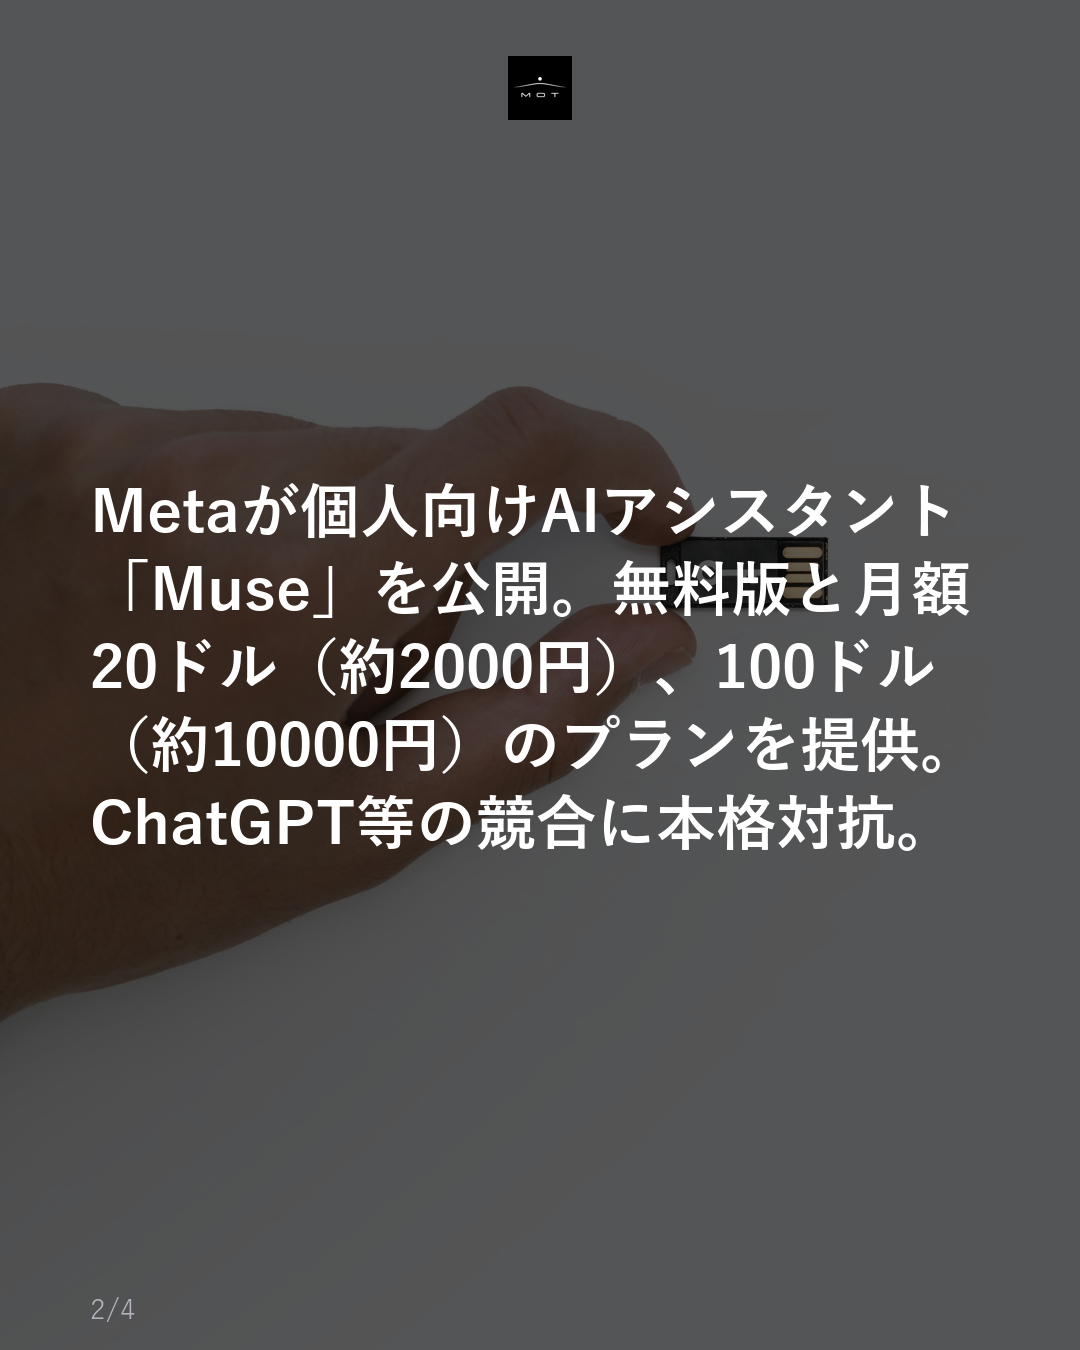 MOT
Metaが個人向けAIアシスタント
「Muse」を公開。無料版と月額
20ドル（約2000円）、100ドル
（約10000円）のプランを提供。
ChatGPT等の競合に本格対抗。
2/4